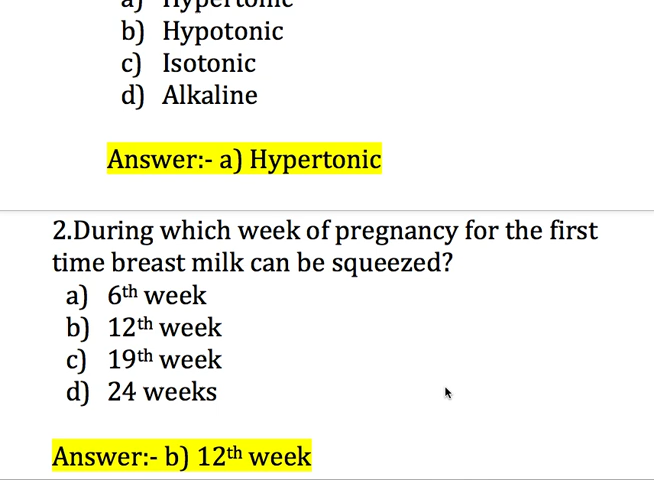 a) Hypertonic
b) Hypotonic
c) Isotonic
d) Alkaline
Answer:- a) Hypertonic
2.During which week of pregnancy for the first
time breast milk can be squeezed?
a) 6th week
b) 12th week
c) 19th week
d) 24 weeks
Answer:- b) 12th week